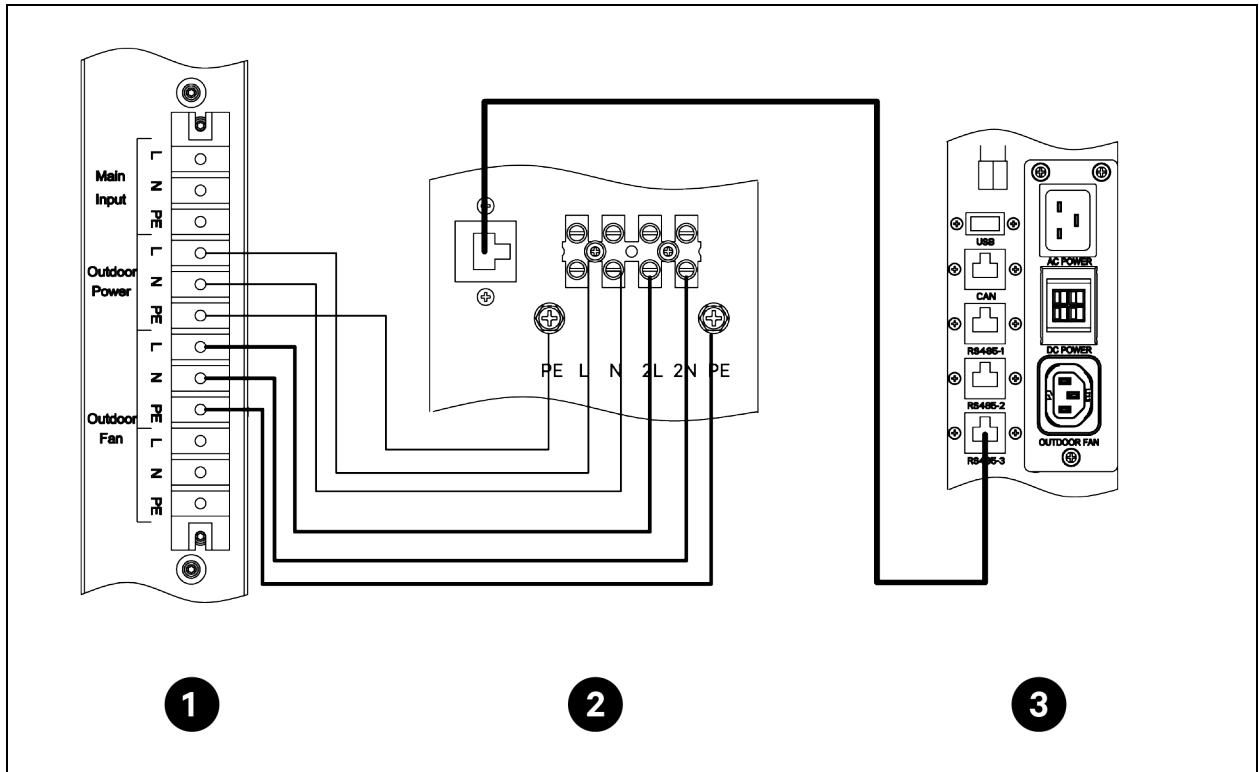 Main
Input
L
N
PE
Outdoor
Power
L
N
PE
Outdoor
Fan
L
N
PE
L
N
PE
PE L N 2L 2N PE
USB
CAN
RS485-1
RS485-2
RS485-3
AC POWER
DC POWER
OUTDOOR FAN
1
2
3